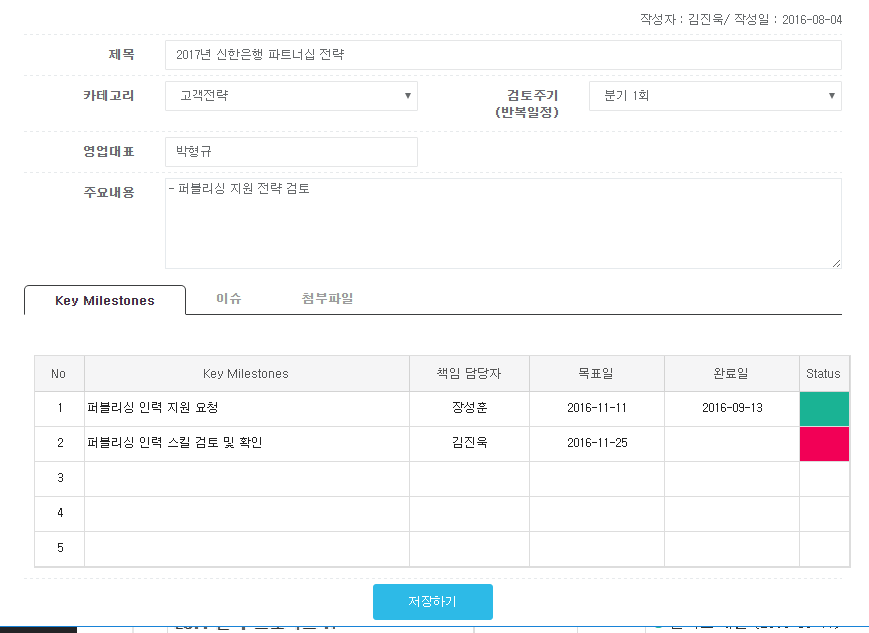 작성자 : 김진욱/ 작성일 : 2016-08-04
제목 2017년 신한은행 파트너십 전략
카테고리 고객전략 ▼ 검토주기 분기 1회 ▼
(반복일정)
영업대표 박형규
주요내용 - 퍼블리싱 지원 전략 검토
Key Milestones 이슈 첨부파일
No Key Milestones 책임 담당자 목표일 완료일 Status
1 퍼블리싱 인력 지원 요청 장성훈 2016-11-11 2016-09-13
2 퍼블리싱 인력 스킬 검토 및 확인 김진욱 2016-11-25
3
4
5
저장하기